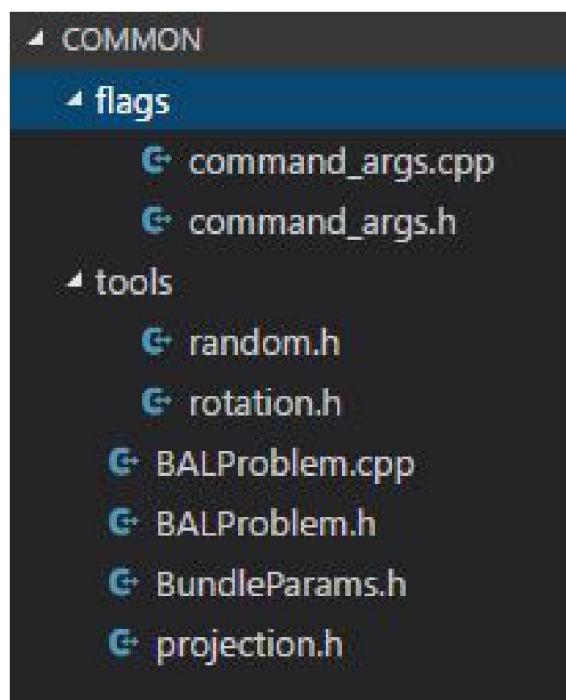 COMMON
flags
command_args.cpp
command_args.h
tools
random.h
rotation.h
BALProblem.cpp
BALProblem.h
BundleParams.h
projection.h